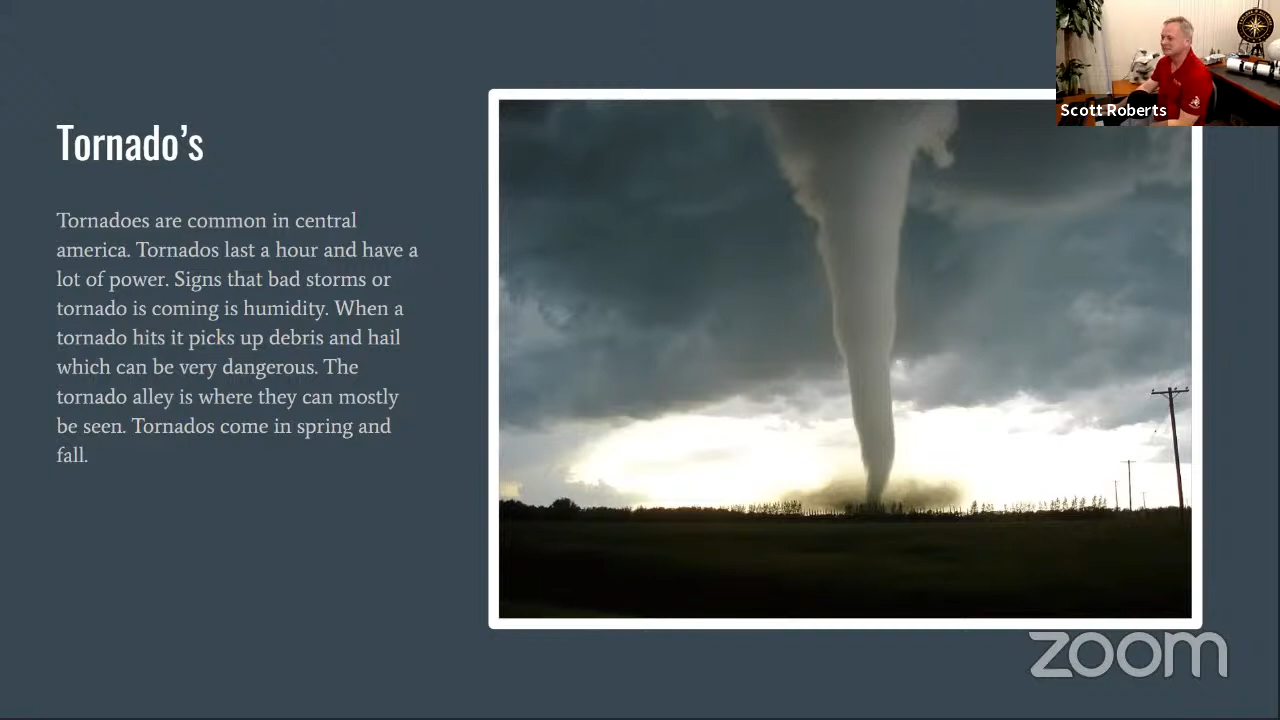 Scott Roberts
Tornado’s
Tornadoes are common in central
america. Tornados last a hour and have a
lot of power. Signs that bad storms or
tornado is coming is humidity. When a
tornado hits it picks up debris and hail
which can be very dangerous. The
tornado alley is where they can mostly
be seen. Tornados come in spring and
fall.
zoom